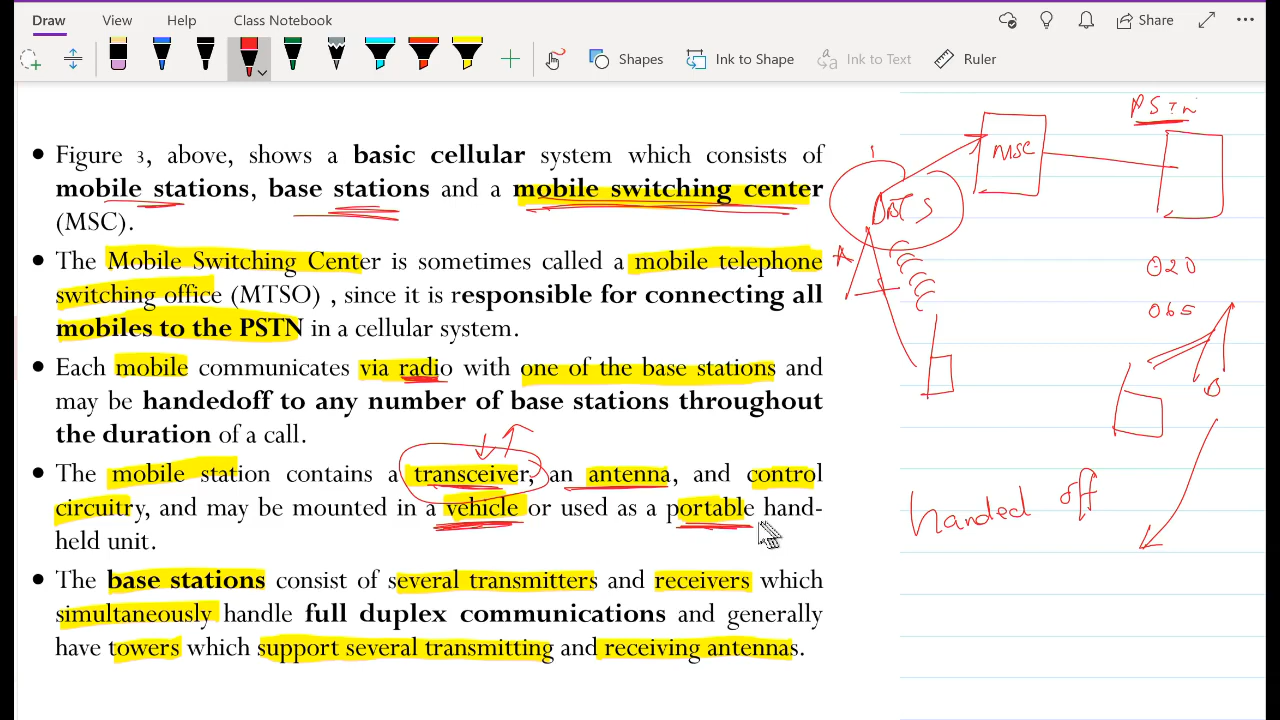 Draw View Help Class Notebook Share
Shapes Ink to Shape Ink to Text Ruler
• Figure 3, above, shows a basic cellular system which consists of
mobile stations, base stations and a mobile switching center
(MSC).
• The Mobile Switching Center is sometimes called a mobile telephone
switching office (MTSO) , since it is responsible for connecting all
mobiles to the PSTN in a cellular system.
• Each mobile communicates via radio with one of the base stations and
may be handedoff to any number of base stations throughout
the duration of a call.
• The mobile station contains a transceiver, an antenna, and control
circuitry, and may be mounted in a vehicle or used as a portable hand-
held unit.
• The base stations consist of several transmitters and receivers which
simultaneously handle full duplex communications and generally
have towers which support several transmitting and receiving antennas.
PSTN
MSC
1
A
020
065
B
handed off